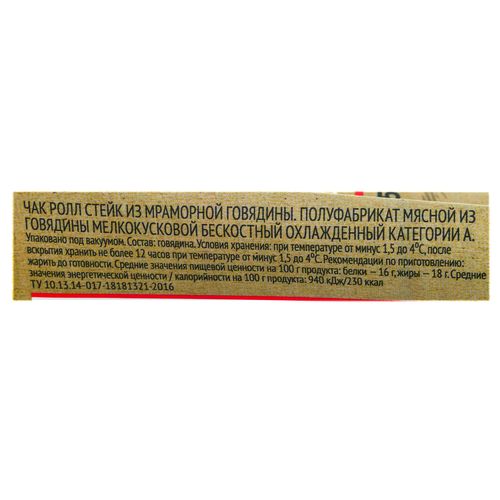 ЧАК РОЛЛ СТЕЙК ИЗ МРАМОРНОЙ ГОВЯДИНЫ. ПОЛУФАБРИКАТ МЯСНОЙ ИЗ
ГОВЯДИНЫ МЕЛКОКУСКОВОЙ БЕСКОСТНЫЙ ОХЛАЖДЕННЫЙ КАТЕГОРИИ А.
Упаковано под вакуумом. Состав: говядина. Условия хранения: при температуре от минус 1,5 до 4⁰С, после
вскрытия хранить не более 12 часов при температуре от минус 1,5 до 4⁰С. Рекомендации по приготовлению:
жарить до готовности. Средние значения пищевой ценности на 100 г продукта: белки – 16 г, жиры – 18 г. Средние
значения энергетической ценности / калорийности на 100 г продукта: 940 кДж/230 ккал
ТУ 10.13.14-017-18181321-2016